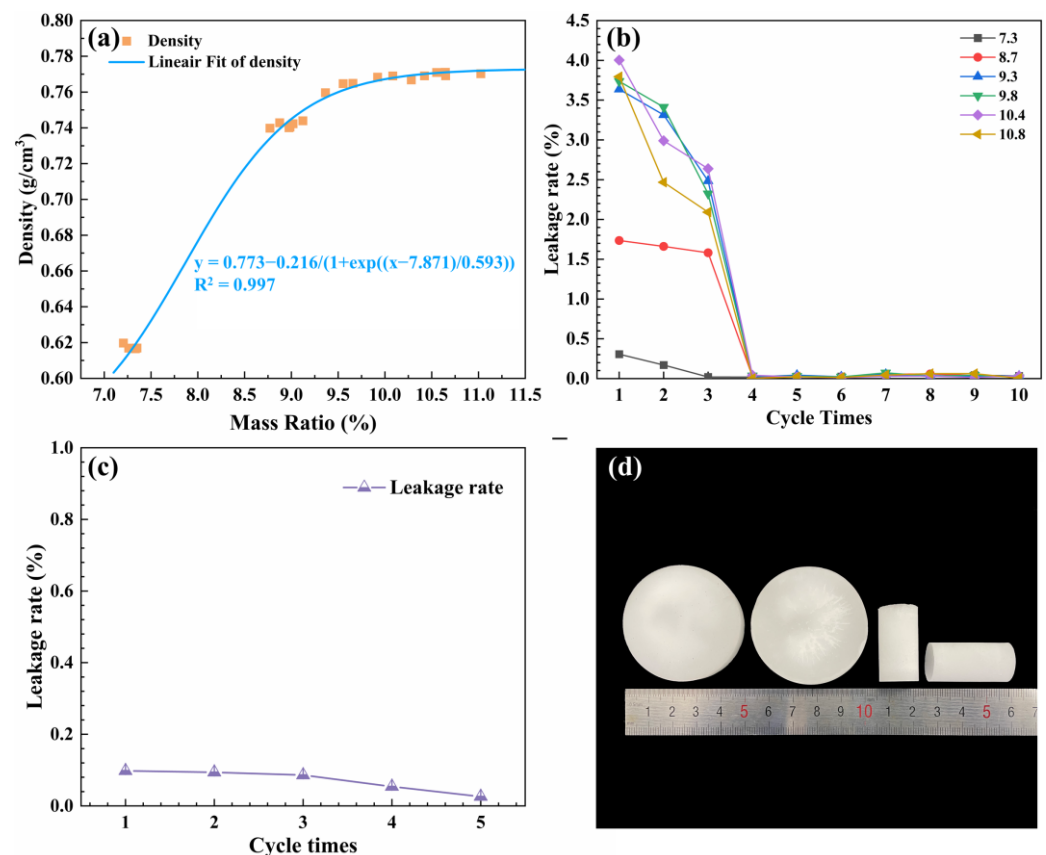 (a)
Density
Lineair Fit of density
y = 0.773−0.216/(1+exp((x−7.871)/0.593))
R² = 0.997
Density (g/cm³)
0.80
0.78
0.76
0.74
0.72
0.70
0.68
0.66
0.64
0.62
0.60
7.0 7.5 8.0 8.5 9.0 9.5 10.0 10.5 11.0 11.5
Mass Ratio (%)
(b)
7.3
8.7
9.3
9.8
10.4
10.8
Leakage rate (%)
4.5
4.0
3.5
3.0
2.5
2.0
1.5
1.0
0.5
0.0
1 2 3 4 5 6 7 8 9 10
Cycle Times
(c)
Leakage rate
Leakage rate (%)
1.0
0.8
0.6
0.4
0.2
0.0
1 2 3 4 5
Cycle times
(d)
1 2 3 4 5 6 7 8 9 10 1 2 3 4 5 6 7